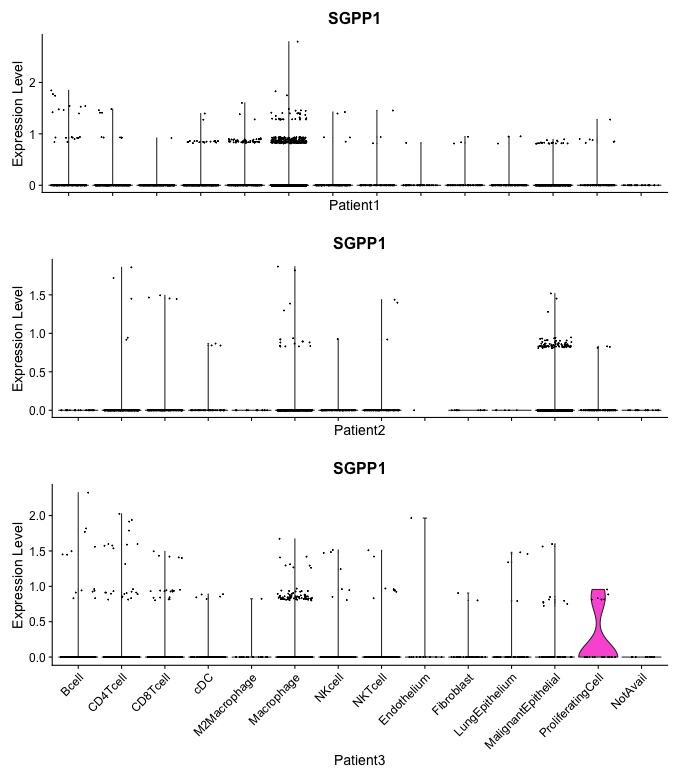 SGPP1
Expression Level
2
1
0
Patient1
SGPP1
Expression Level
1.5
1.0
0.5
0.0
Patient2
SGPP1
Expression Level
2.0
1.5
1.0
0.5
0.0
Bcell
CD4Tcell
CD8Tcell
cDC
M2Macrophage
Macrophage
NKcell
NKTcell
Endothelium
Fibroblast
LungEpithelium
MalignantEpithelial
ProliferatingCell
NotAvail
Patient3